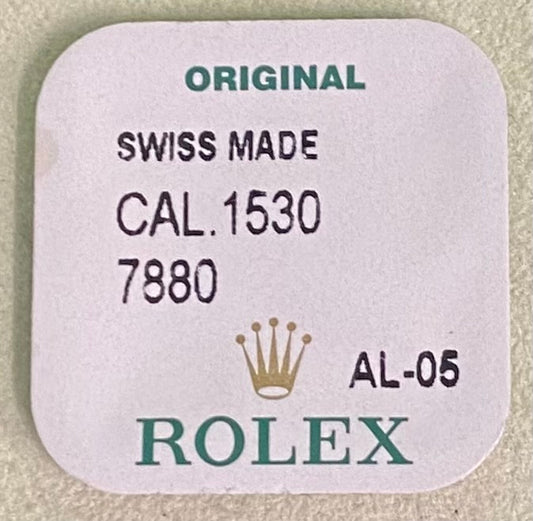 ORIGINAL
SWISS MADE
CAL.1530
7880
AL-05
ROLEX